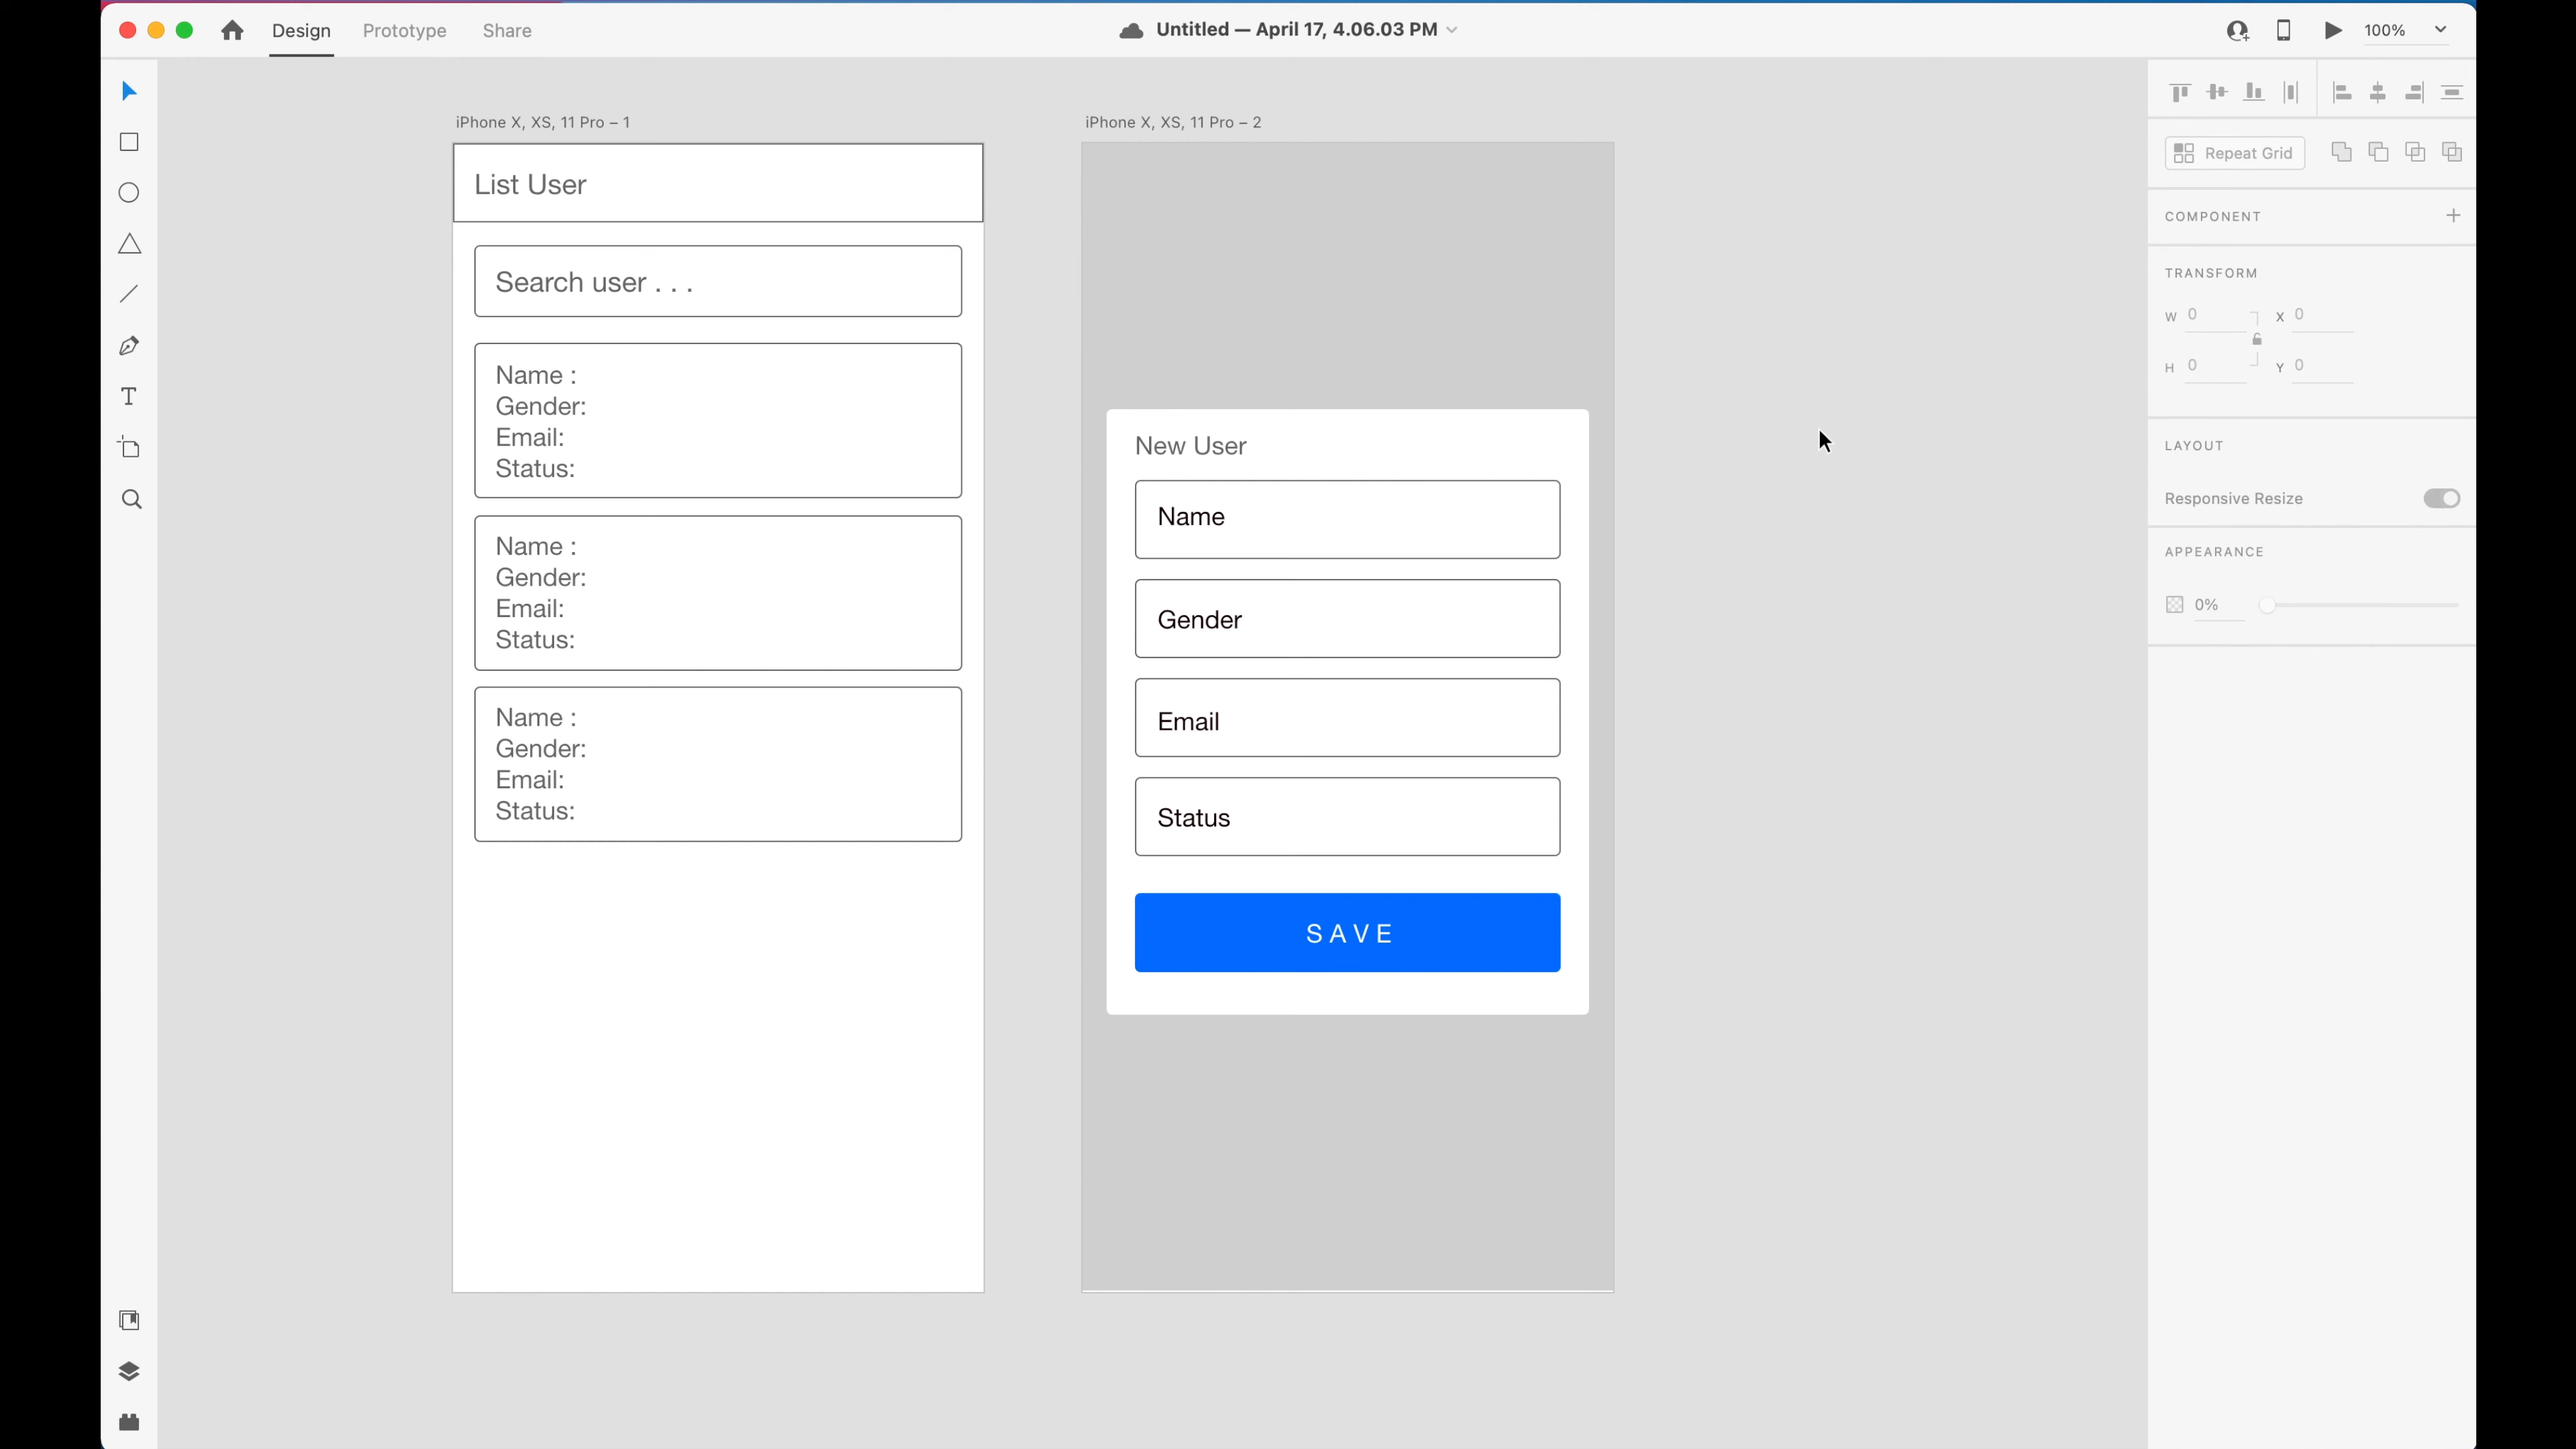 Design
Prototype
Share
Untitled — April 17, 4.06.03 PM
100%
iPhone X, XS, 11 Pro – 1
List User
Search user . . .
Name :
Gender:
Email:
Status:
Name :
Gender:
Email:
Status:
Name :
Gender:
Email:
Status:
iPhone X, XS, 11 Pro – 2
New User
Name
Gender
Email
Status
SAVE
Repeat Grid
COMPONENT
TRANSFORM
W 0
X 0
H 0
Y 0
LAYOUT
Responsive Resize
APPEARANCE
0%